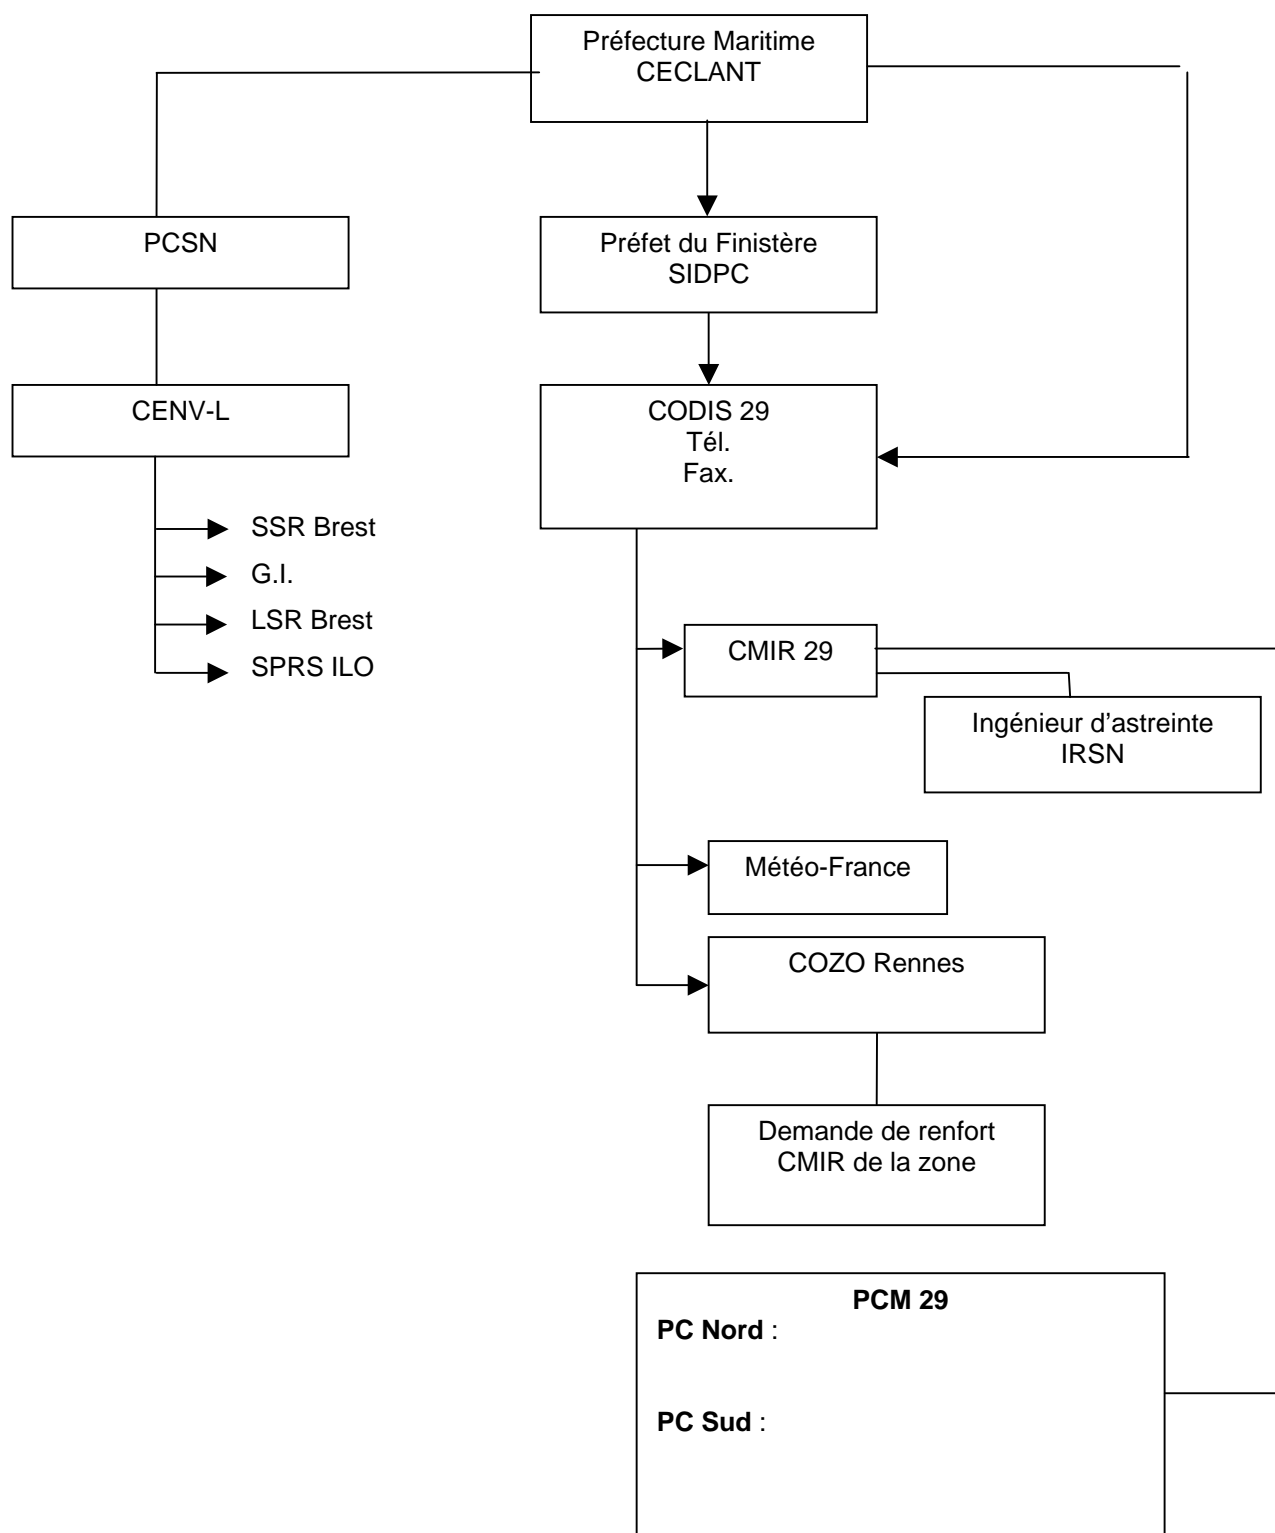 Préfecture Maritime
CECLANT
PCSN
Préfet du Finistère
SIDPC
CENV-L
CODIS 29
Tél.
Fax.
SSR Brest
G.I.
LSR Brest
SPRS ILO
CMIR 29
Ingénieur d'astreinte
IRSN
Météo-France
COZO Rennes
Demande de renfort
CMIR de la zone
PCM 29
PC Nord :
PC Sud :